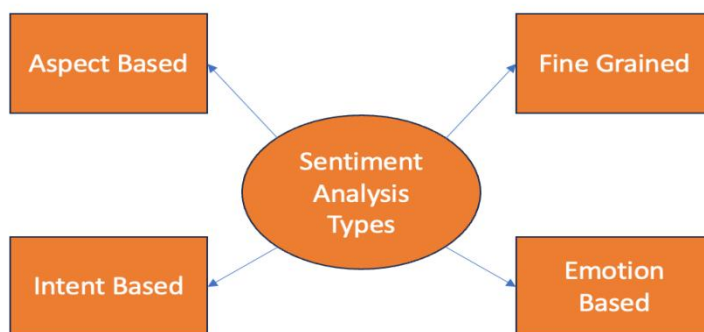 Aspect Based
Fine Grained
Sentiment
Analysis
Types
Intent Based
Emotion
Based